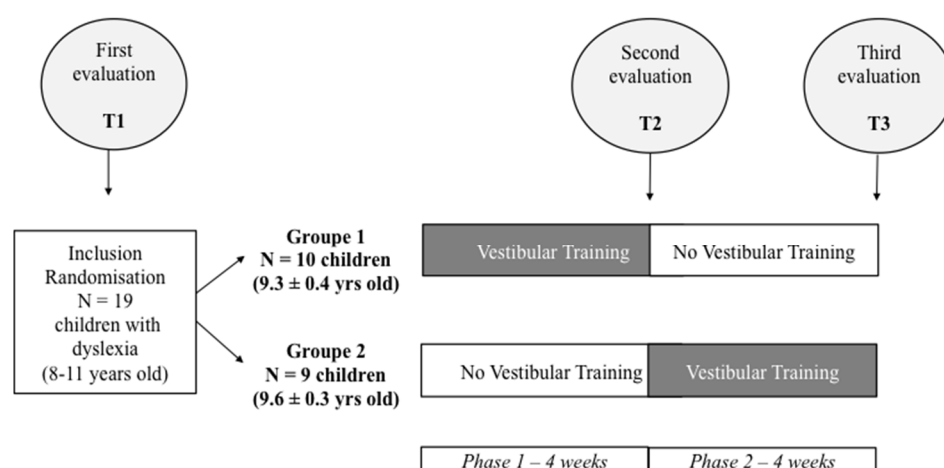 First
evaluation
T1
Second
evaluation
T2
Third
evaluation
T3
Inclusion
Randomisation
N = 19
children with
dyslexia
(8-11 years old)
Groupe 1
N = 10 children
(9.3 ± 0.4 yrs old)
Vestibular Training
No Vestibular Training
Groupe 2
N = 9 children
(9.6 ± 0.3 yrs old)
No Vestibular Training
Vestibular Training
Phase 1 – 4 weeks
Phase 2 – 4 weeks